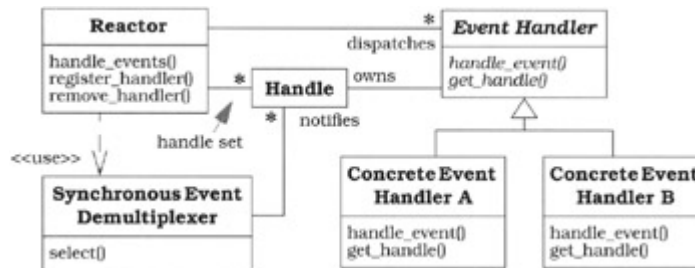 Reactor
handle_events()
register_handler()
remove_handler()
*
dispatches
Event Handler
handle_event()
get_handle()
*
Handle
owns
*
notifies
handle set
<<use>>
Synchronous Event
Demultiplexer
select()
Concrete Event
Handler A
handle_event()
get_handle()
Concrete Event
Handler B
handle_event()
get_handle()